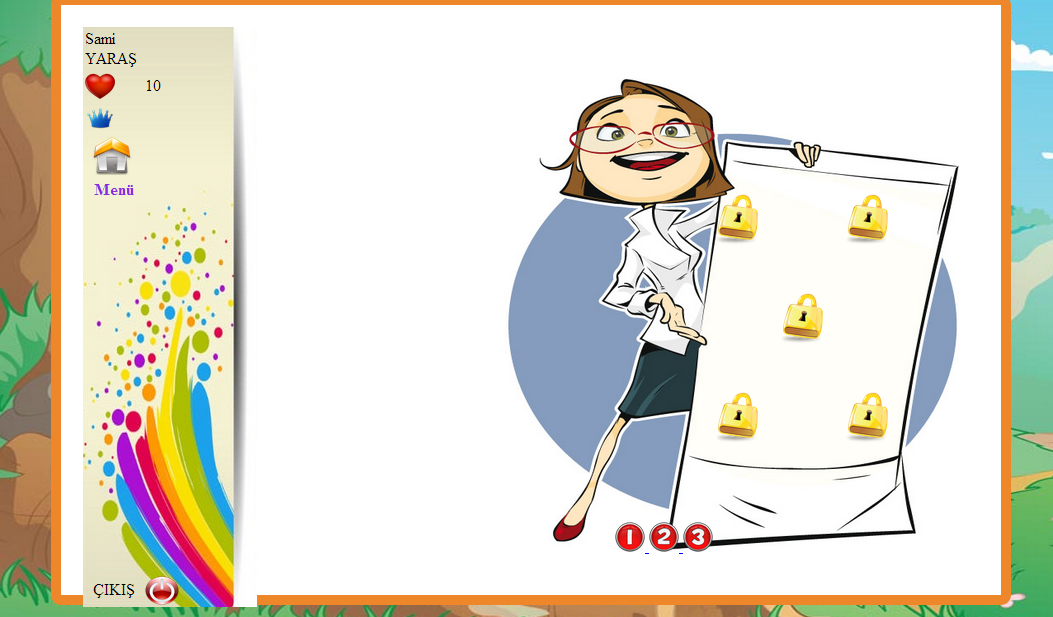 Sami
YARAŞ
10
Menü
ÇIKIŞ
1 2 3